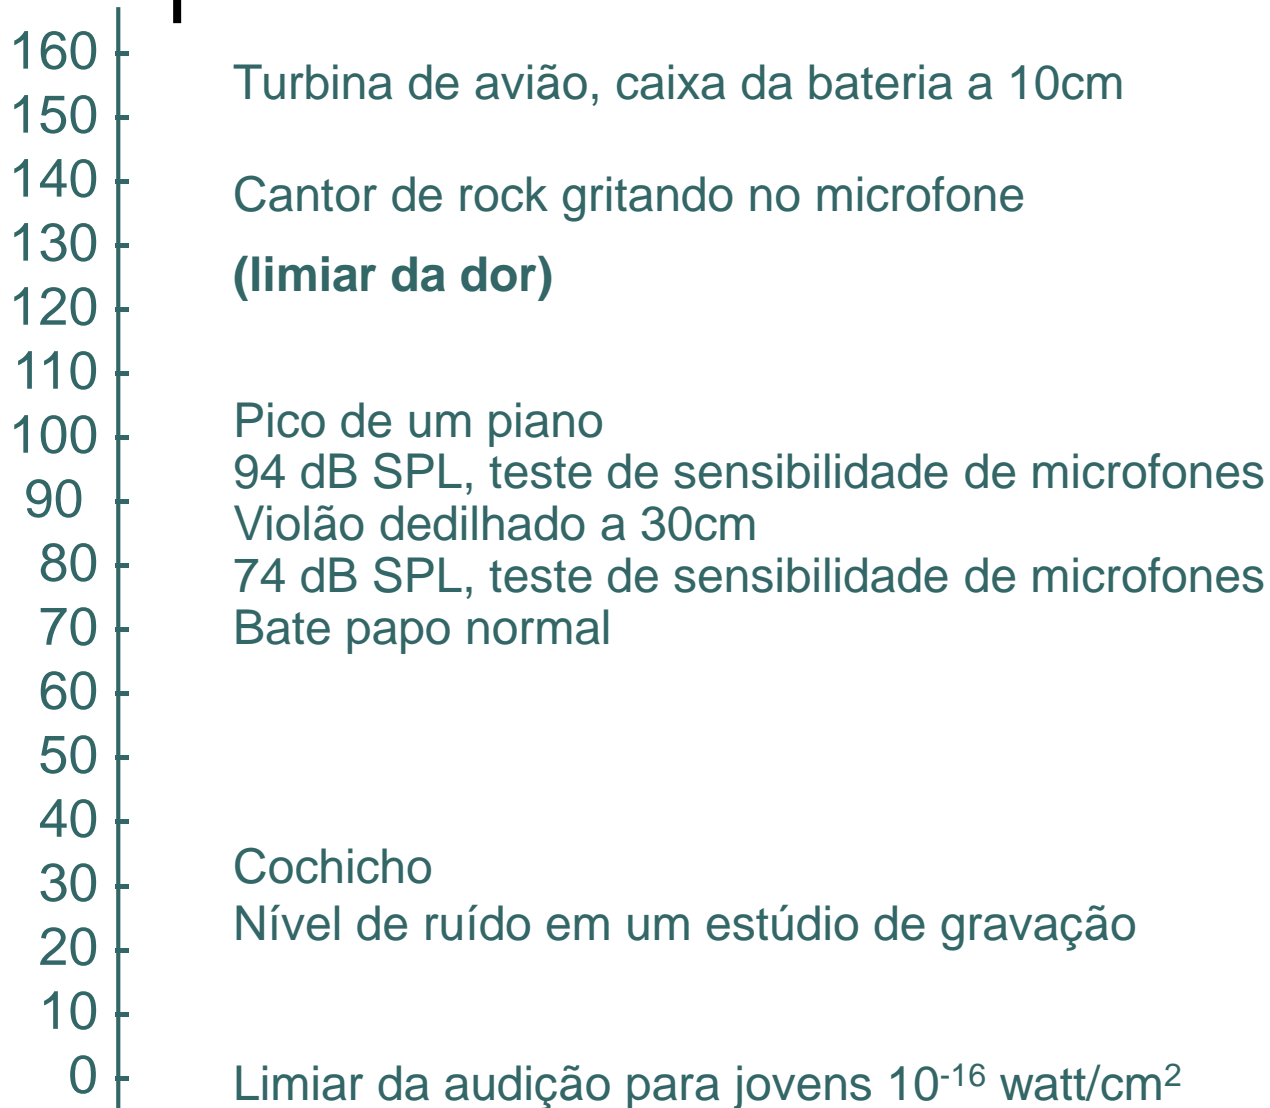 160
Turbina de avião, caixa da bateria a 10cm
150
140
Cantor de rock gritando no microfone
130
(limiar da dor)
120
110
Pico de um piano
100
94 dB SPL, teste de sensibilidade de microfones
90
Violão dedilhado a 30cm
80
74 dB SPL, teste de sensibilidade de microfones
70
Bate papo normal
60
50
40
Cochicho
30
Nível de ruído em um estúdio de gravação
20
10
0
Limiar da audição para jovens 10⁻¹⁶ watt/cm²